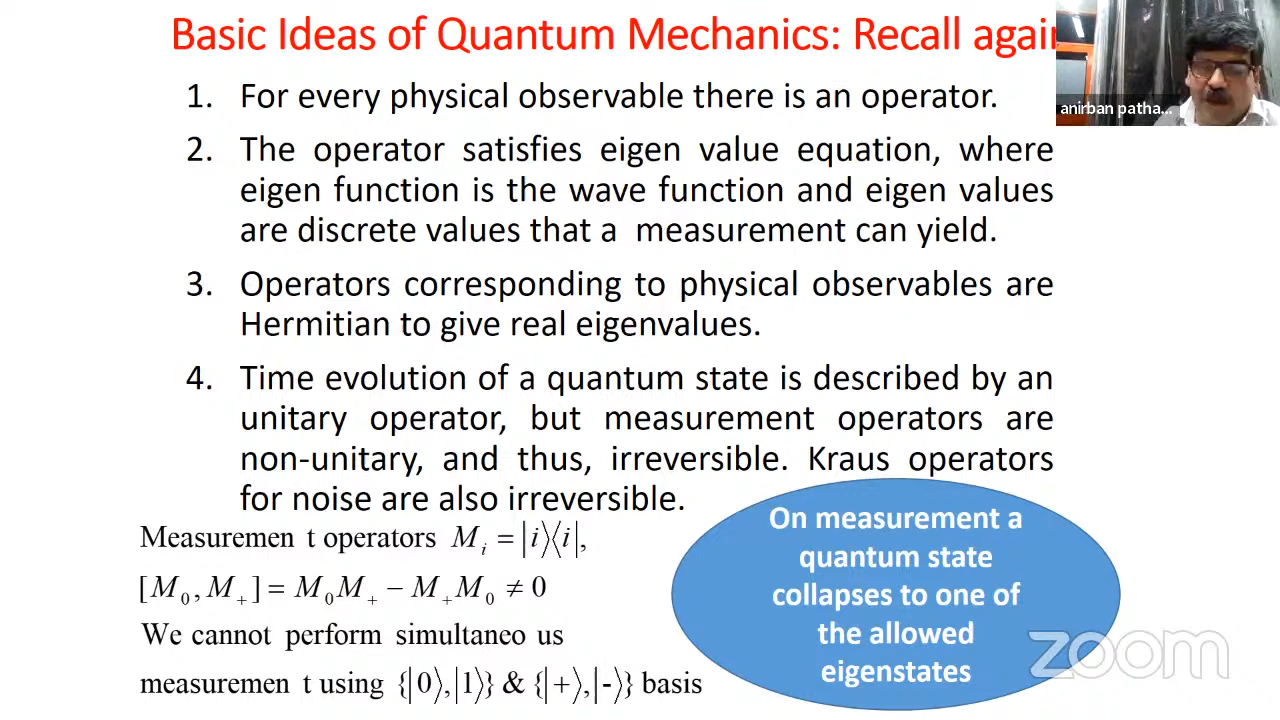 Basic Ideas of Quantum Mechanics: Recall again
anirban patha...
1. For every physical observable there is an operator.
2. The operator satisfies eigen value equation, where
eigen function is the wave function and eigen values
are discrete values that a measurement can yield.
3. Operators corresponding to physical observables are
Hermitian to give real eigenvalues.
4. Time evolution of a quantum state is described by an
unitary operator, but measurement operators are
non-unitary, and thus, irreversible. Kraus operators
for noise are also irreversible.
Measuremen t operators M_i = |i⟩⟨i|,
[M_0, M_+] = M_0 M_+ − M_+ M_0 ≠ 0
We cannot perform simultaneo us
measuremen t using {|0⟩,|1⟩} & {|+⟩,|-⟩} basis
On measurement a
quantum state
collapses to one of
the allowed
eigenstates
zoom